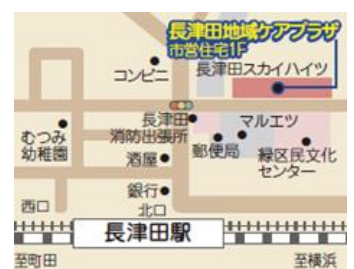 長津田地域ケアプラザ
市営住宅1F
コンビニ
長津田スカイハイツ
むつみ
幼稚園
長津田
消防出張所
マルエツ
酒屋
郵便局
緑区民文化
センター
銀行
西口
北口
長津田駅
至町田
至横浜